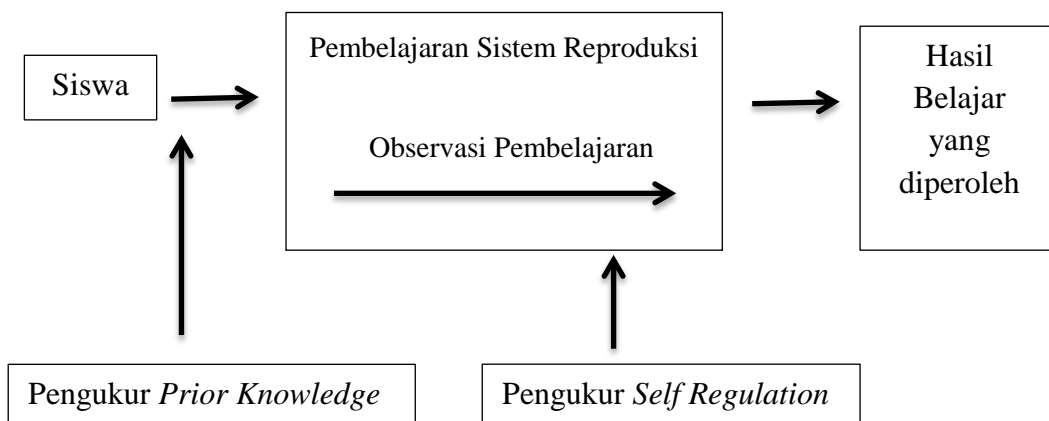 Siswa
Pembelajaran Sistem Reproduksi
Observasi Pembelajaran
Hasil
Belajar
yang
diperoleh
Pengukur Prior Knowledge
Pengukur Self Regulation